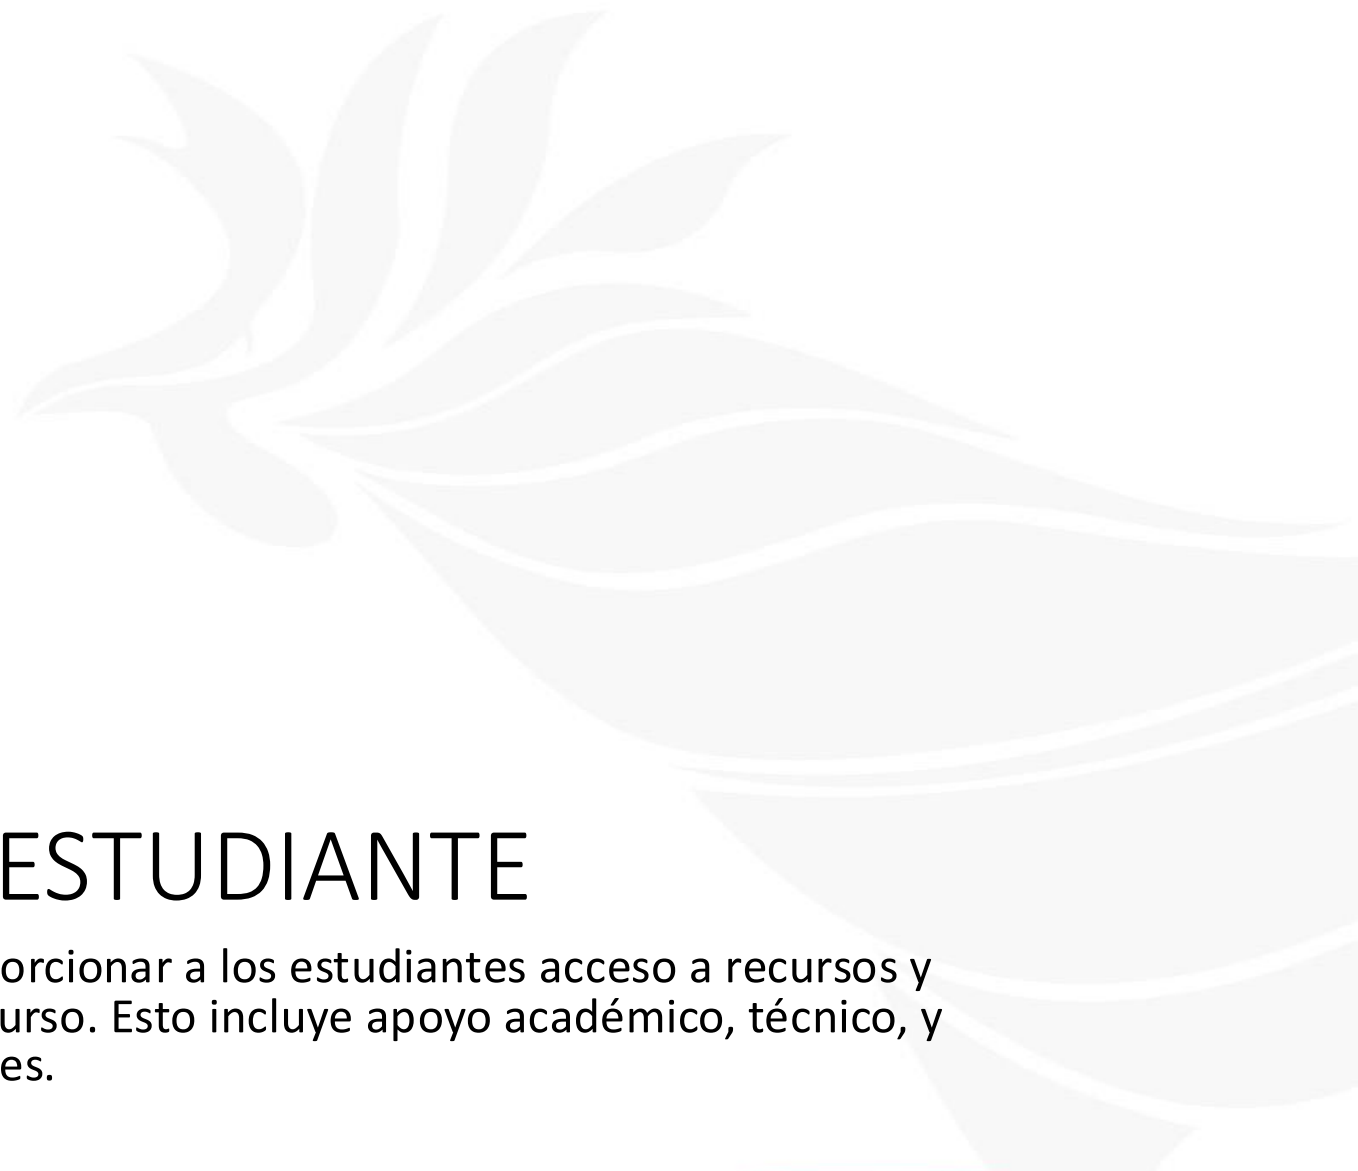 ESTUDIANTE
orcionar a los estudiantes acceso a recursos y
urso. Esto incluye apoyo académico, técnico, y
es.